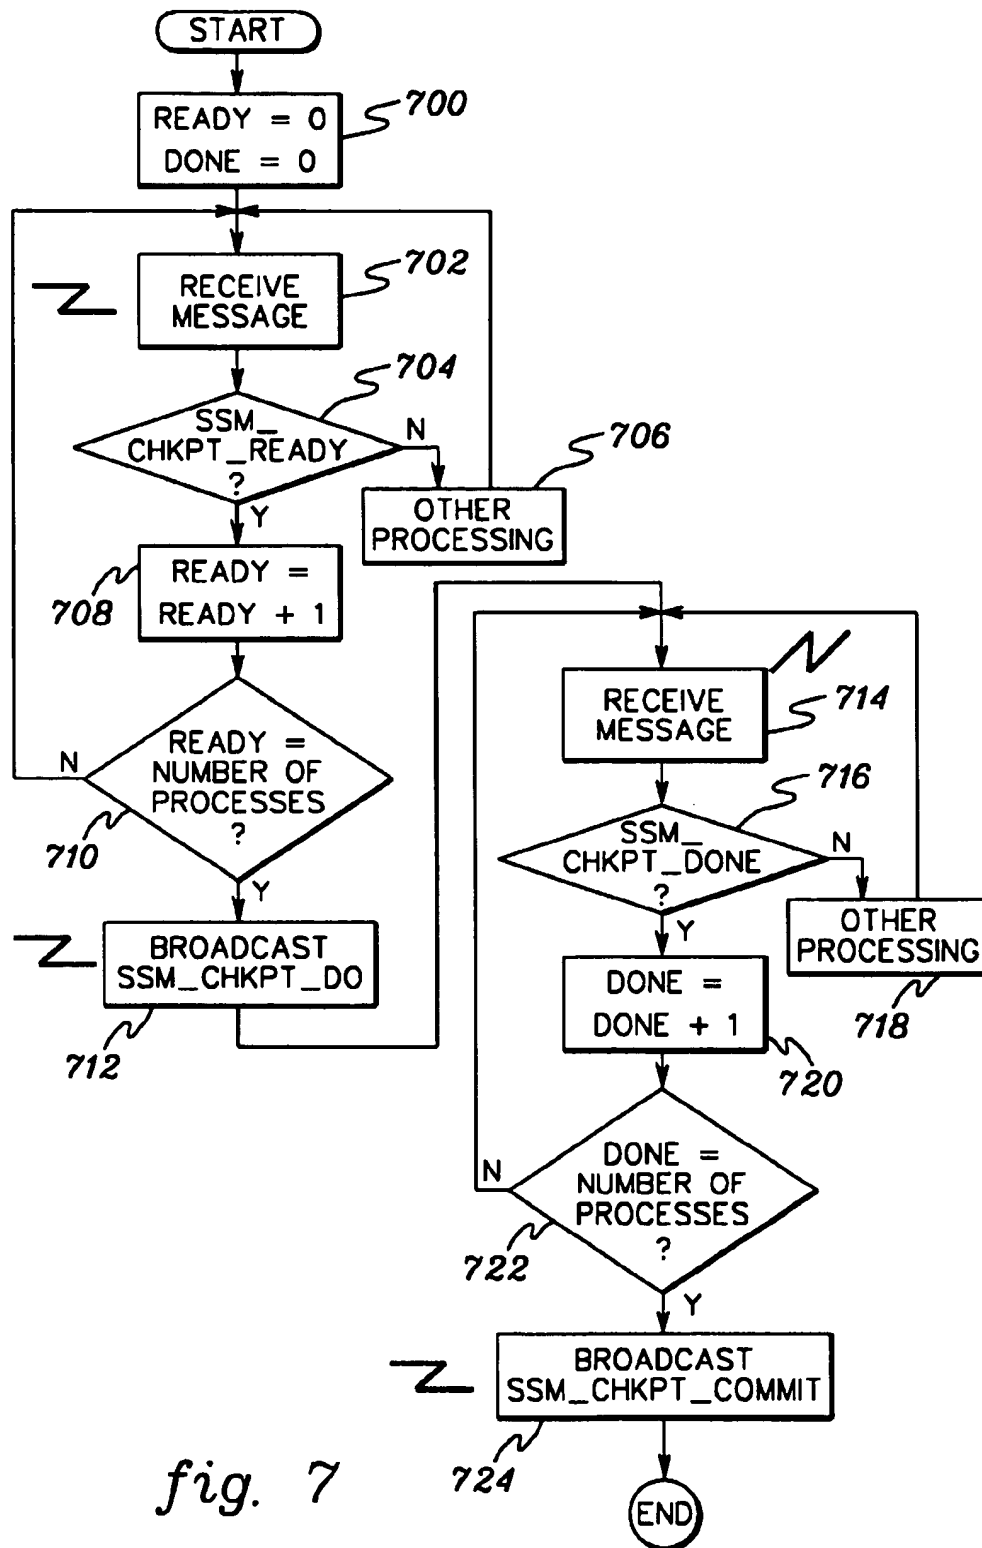 START
READY = 0
DONE = 0
700
RECEIVE
MESSAGE
702
SSM_
CHKPT_READY
?
704
N
Y
OTHER
PROCESSING
706
READY =
READY + 1
708
READY =
NUMBER OF
PROCESSES
?
N
710
Y
BROADCAST
SSM_CHKPT_DO
712
RECEIVE
MESSAGE
714
SSM_
CHKPT_DONE
?
716
N
Y
OTHER
PROCESSING
718
DONE =
DONE + 1
720
DONE =
NUMBER OF
PROCESSES
?
N
722
Y
BROADCAST
SSM_CHKPT_COMMIT
724
END
fig. 7